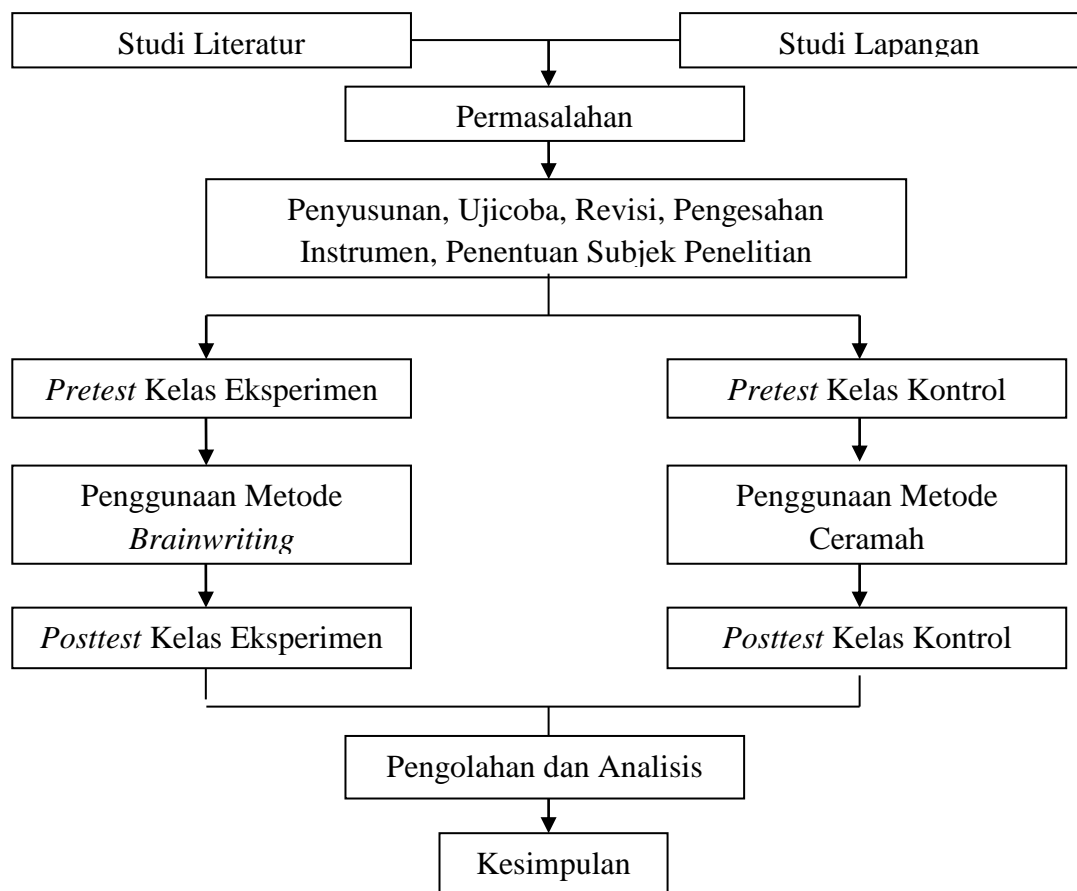 Studi Literatur
Studi Lapangan
Permasalahan
Penyusunan, Ujicoba, Revisi, Pengesahan
Instrumen, Penentuan Subjek Penelitian
Pretest Kelas Eksperimen
Pretest Kelas Kontrol
Penggunaan Metode
Brainwriting
Penggunaan Metode
Ceramah
Posttest Kelas Eksperimen
Posttest Kelas Kontrol
Pengolahan dan Analisis
Kesimpulan